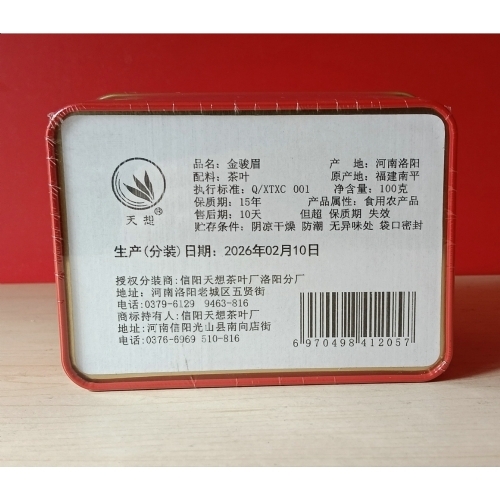 天想
品名：金骏眉 产 地：河南洛阳
配料：茶叶 原产地：福建南平
执行标准：Q/XTXC 001 净含量：100克
保质期：15年 产品属性：食用农产品
售后期：10天 但超 保质期 失效
贮存条件：阴凉干燥 防潮 无异味处 袋口密封
生产(分装)日期：2026年02月10日
授权分装商：信阳天想茶叶厂洛阳分厂
地址：河南洛阳老城区五贤街
电话:0379-6129 9463-816
商标持有人：信阳天想茶叶厂
地址：河南信阳光山县南向店街
电话:0376-6969 510-816
6970498412057